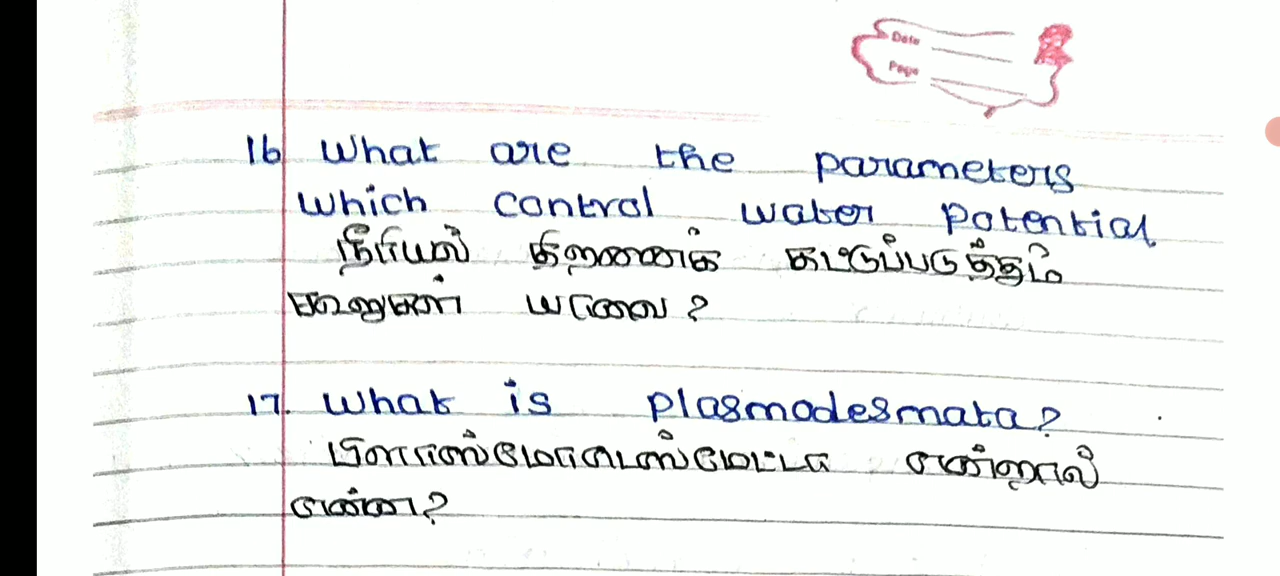 Date
Page
16 What are the parameters
which control water potential
நீரியல் திறனைக் கட்டுப்படுத்தும்
கூறுகள் யாவை?
17. What is plasmodesmata?
பிளாஸ்மோடெஸ்மேட்டா என்றால்
என்ன?